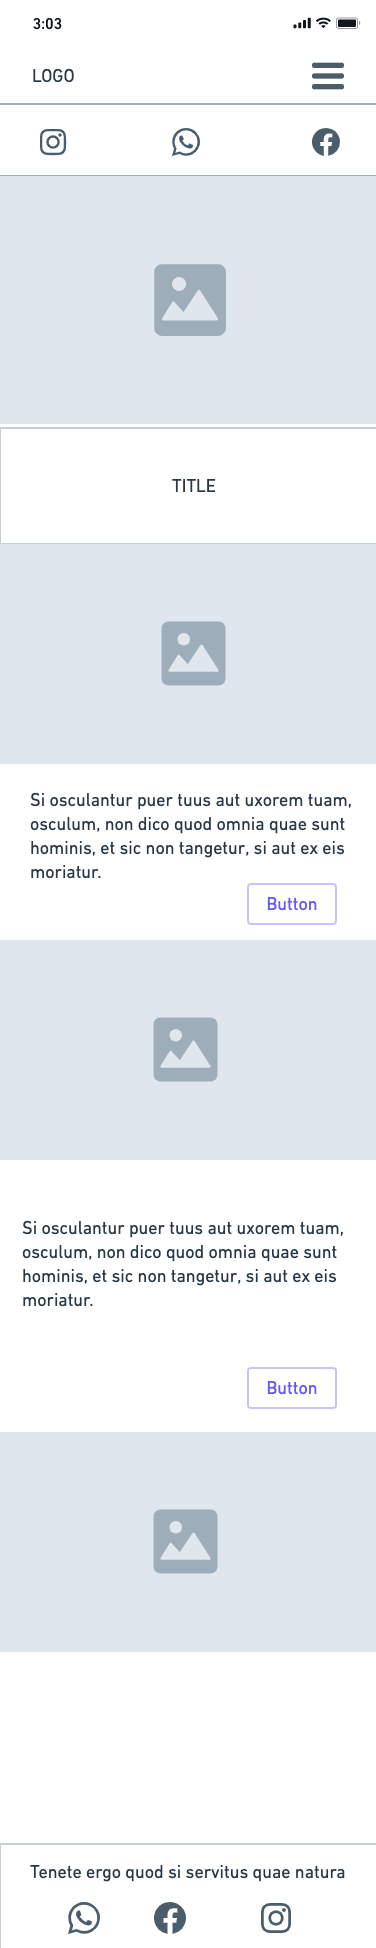 3:03
LOGO
TITLE
Si osculantur puer tuus aut uxorem tuam,
osculum, non dico quod omnia quae sunt
hominis, et sic non tangetur, si aut ex eis
moriatur.
Button
Si osculantur puer tuus aut uxorem tuam,
osculum, non dico quod omnia quae sunt
hominis, et sic non tangetur, si aut ex eis
moriatur.
Button
Tenete ergo quod si servitus quae natura